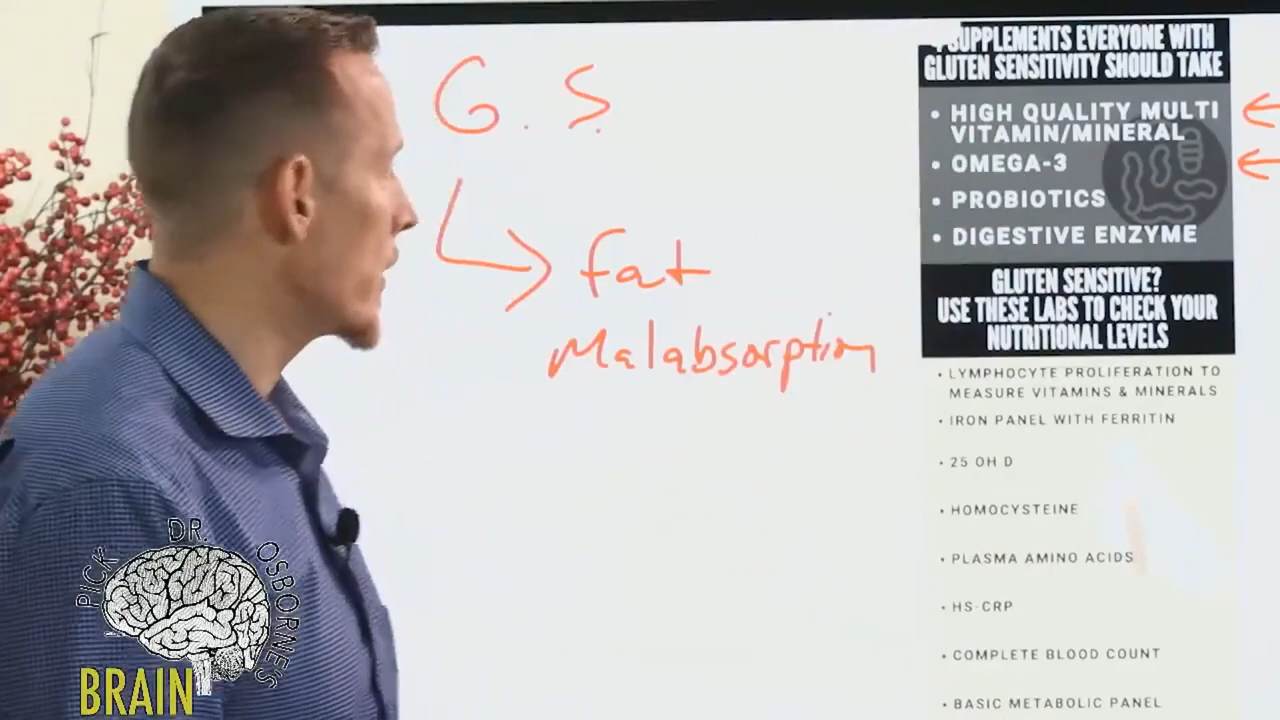 G. S.
fat
Malabsorption
SUPPLEMENTS EVERYONE WITH
GLUTEN SENSITIVITY SHOULD TAKE
• HIGH QUALITY MULTI
VITAMIN/MINERAL
• OMEGA-3
• PROBIOTICS
• DIGESTIVE ENZYME
GLUTEN SENSITIVE?
USE THESE LABS TO CHECK YOUR
NUTRITIONAL LEVELS
• LYMPHOCYTE PROLIFERATION TO
MEASURE VITAMINS & MINERALS
• IRON PANEL WITH FERRITIN
• 25 OH D
• HOMOCYSTEINE
• PLASMA AMINO ACIDS
• HS-CRP
• COMPLETE BLOOD COUNT
• BASIC METABOLIC PANEL
PICK DR. OSBORNE'S
BRAIN